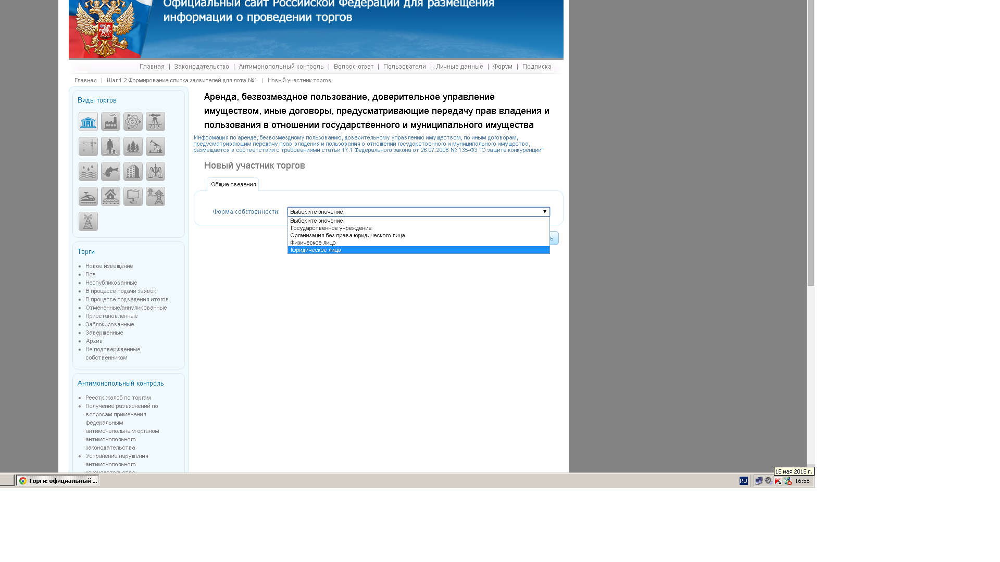 Официальный сайт Российской Федерации для размещения
информации о проведении торгов
Главная | Законодательство | Антимонопольный контроль | Вопрос-ответ | Пользователи | Личные данные | Форум | Подписка
Главная | Шаг 1.2 Формирование списка заявителей для лота №1 | Новый участник торгов
Виды торгов
Торги
Новое извещение
Все
Неопубликованные
В процессе подачи заявок
В процессе подведения итогов
Отмененные/аннулированные
Приостановленные
Заблокированные
Завершенные
Архив
Не подтвержденные
собственником
Антимонопольный контроль
Реестр жалоб по торгам
Получение разъяснений по
вопросам применения
федеральным
антимонопольным органом
антимонопольного
законодательства
Устранение нарушения
антимонопольного
законодательства
Аренда, безвозмездное пользование, доверительное управление
имуществом, иные договоры, предусматривающие передачу прав владения и
пользования в отношении государственного и муниципального имущества
Информация по аренде, безвозмездному пользованию, доверительному управлению имуществом, по иным договорам,
предусматривающим передачу прав владения и пользования в отношении государственного и муниципального имущества,
размещается в соответствии с требованиями статьи 17.1 Федерального закона от 26.07.2006 № 135-ФЗ "О защите конкуренции"
Новый участник торгов
Общие сведения
Форма собственности: Выберите значение
Выберите значение
Государственное учреждение
Организация без права юридического лица
Физическое лицо
Юридическое лицо
ь
15 мая 2015 г.
Торги: официальный ...
RU
16:55